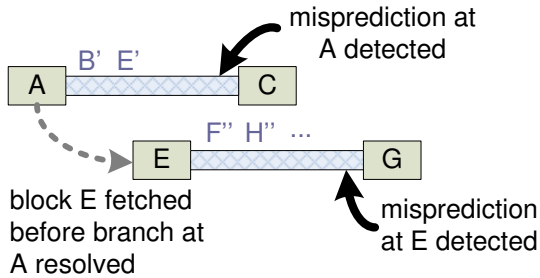 misprediction at
A detected
B' E'
A
C
F'' H'' ...
E
G
block E fetched
before branch at
A resolved
misprediction
at E detected